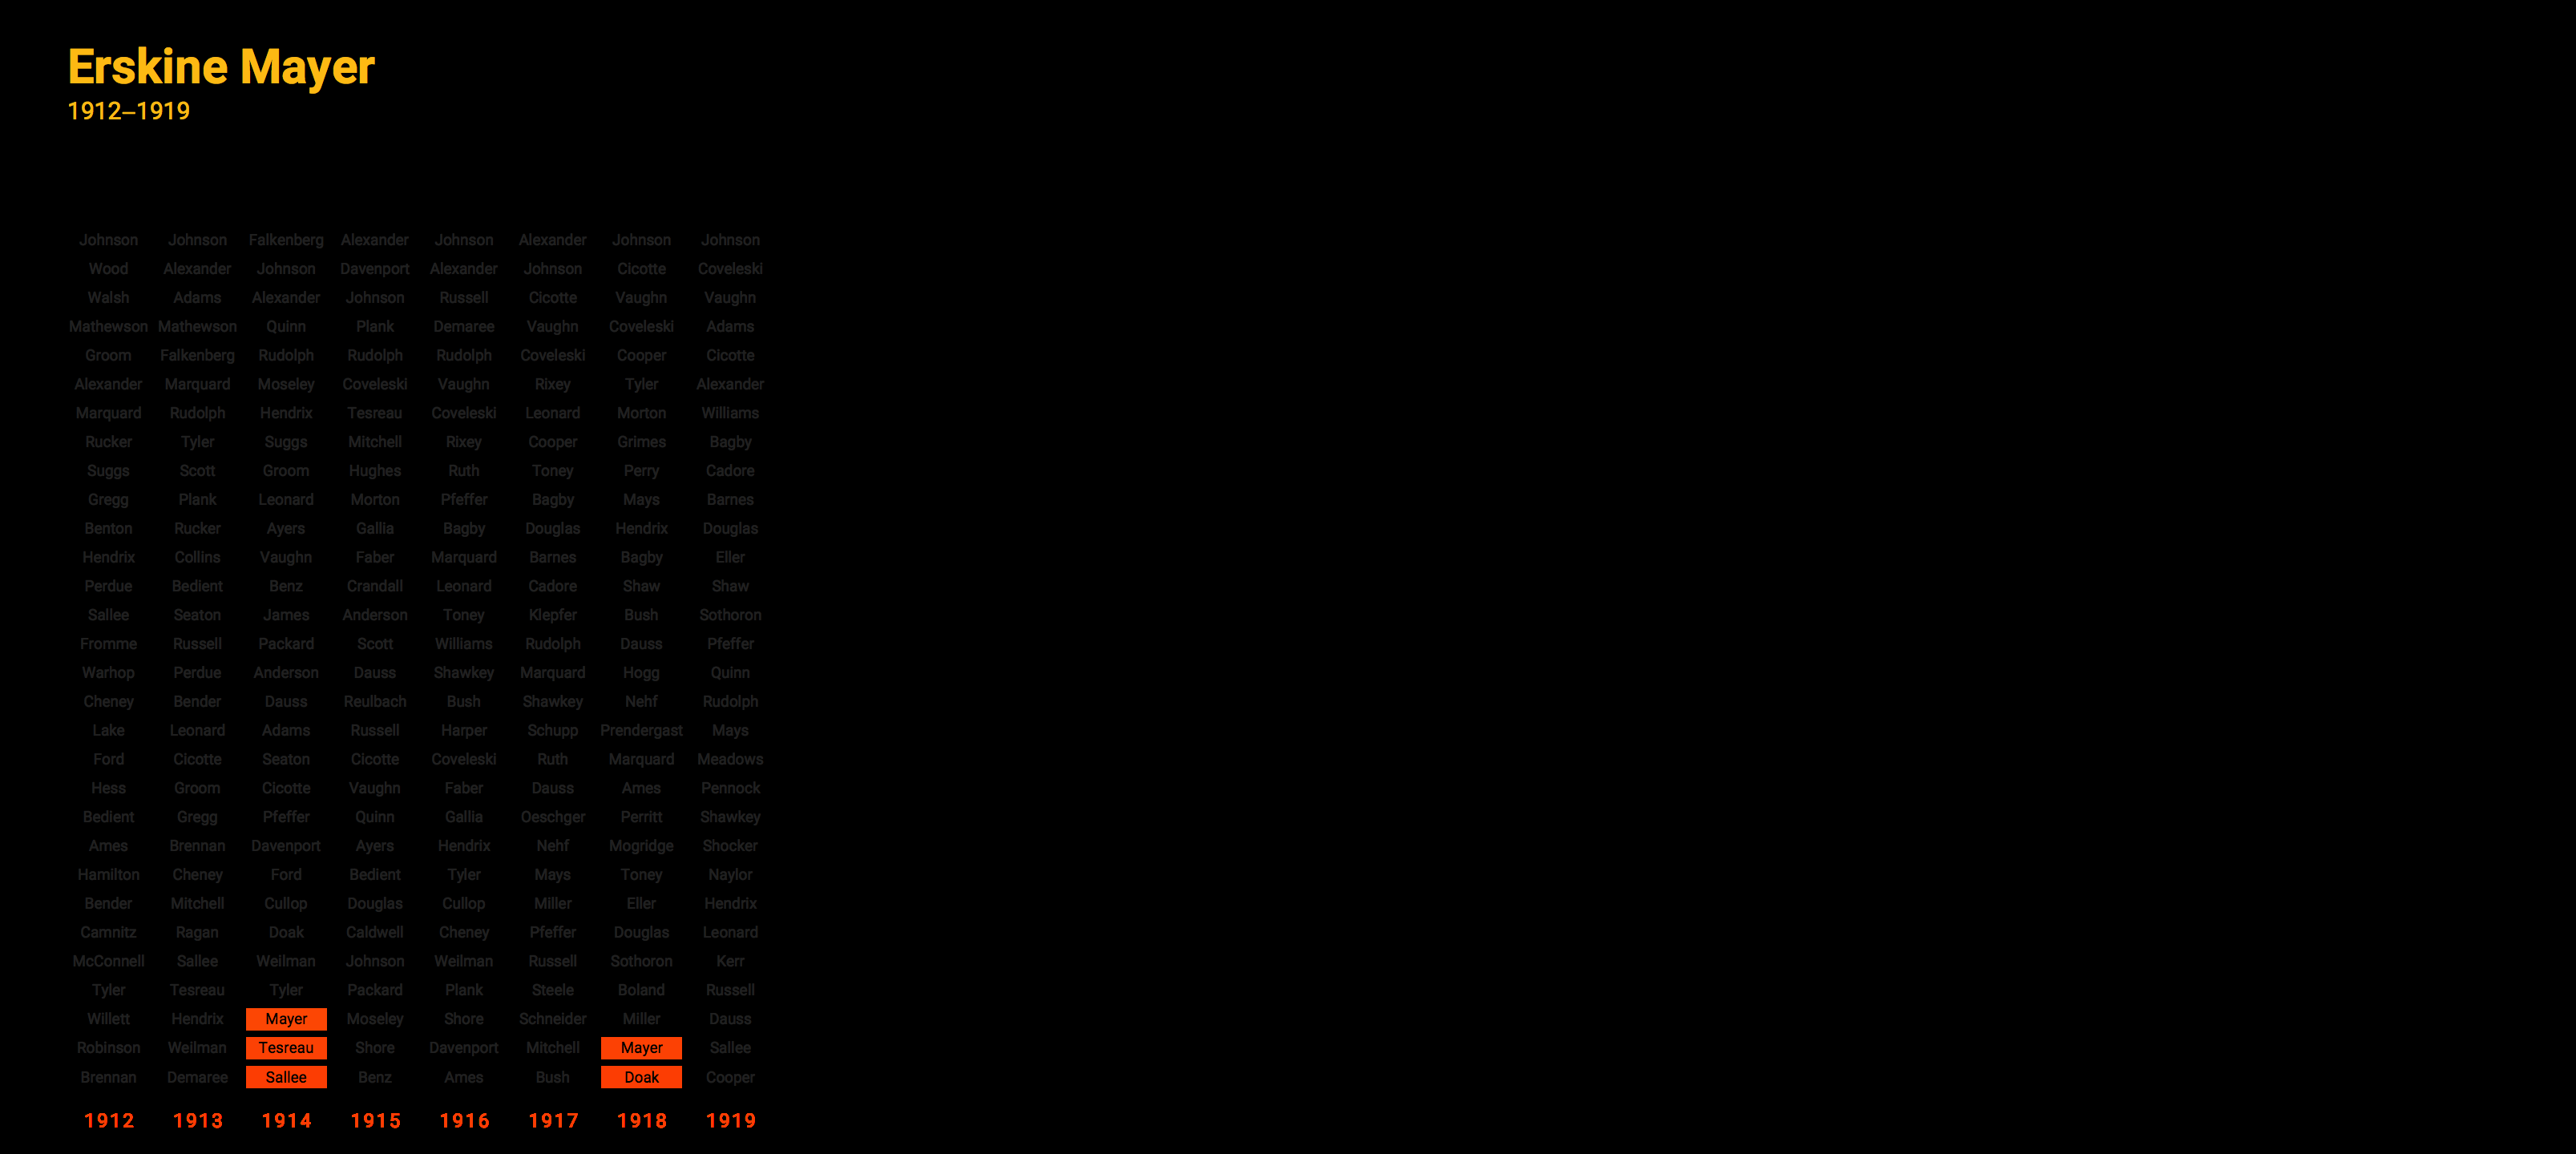 Erskine Mayer
1912–1919
Johnson Johnson Falkenberg Alexander Johnson Alexander Johnson Johnson
Wood Alexander Johnson Davenport Alexander Johnson Cicotte Coveleski
Walsh Adams Alexander Johnson Russell Cicotte Vaughn Vaughn
Mathewson Mathewson Quinn Plank Demaree Vaughn Coveleski Adams
Groom Falkenberg Rudolph Rudolph Rudolph Coveleski Cooper Cicotte
Alexander Marquard Moseley Coveleski Vaughn Rixey Tyler Alexander
Marquard Rudolph Hendrix Tesreau Coveleski Leonard Morton Williams
Rucker Tyler Suggs Mitchell Rixey Cooper Grimes Bagby
Suggs Scott Groom Hughes Ruth Toney Perry Cadore
Gregg Plank Leonard Morton Pfeffer Bagby Mays Barnes
Benton Rucker Ayers Gallia Bagby Douglas Hendrix Douglas
Hendrix Collins Vaughn Faber Marquard Barnes Bagby Eller
Perdue Bedient Benz Crandall Leonard Cadore Shaw Shaw
Sallee Seaton James Anderson Toney Klepfer Bush Sothoron
Fromme Russell Packard Scott Williams Rudolph Dauss Pfeffer
Warhop Perdue Anderson Dauss Shawkey Marquard Hogg Quinn
Cheney Bender Dauss Reulbach Bush Shawkey Nehf Rudolph
Lake Leonard Adams Russell Harper Schupp Prendergast Mays
Ford Cicotte Seaton Cicotte Coveleski Ruth Marquard Meadows
Hess Groom Cicotte Vaughn Faber Dauss Ames Pennock
Bedient Gregg Pfeffer Quinn Gallia Oeschger Perritt Shawkey
Ames Brennan Davenport Ayers Hendrix Nehf Mogridge Shocker
Hamilton Cheney Ford Bedient Tyler Mays Toney Naylor
Bender Mitchell Cullop Douglas Cullop Miller Eller Hendrix
Camnitz Ragan Doak Caldwell Cheney Pfeffer Douglas Leonard
McConnell Sallee Weilman Johnson Weilman Russell Sothoron Kerr
Tyler Tesreau Tyler Packard Plank Steele Boland Russell
Willett Hendrix Mayer Moseley Shore Schneider Miller Dauss
Robinson Weilman Tesreau Shore Davenport Mitchell Mayer Sallee
Brennan Demaree Sallee Benz Ames Bush Doak Cooper
1912 1913 1914 1915 1916 1917 1918 1919